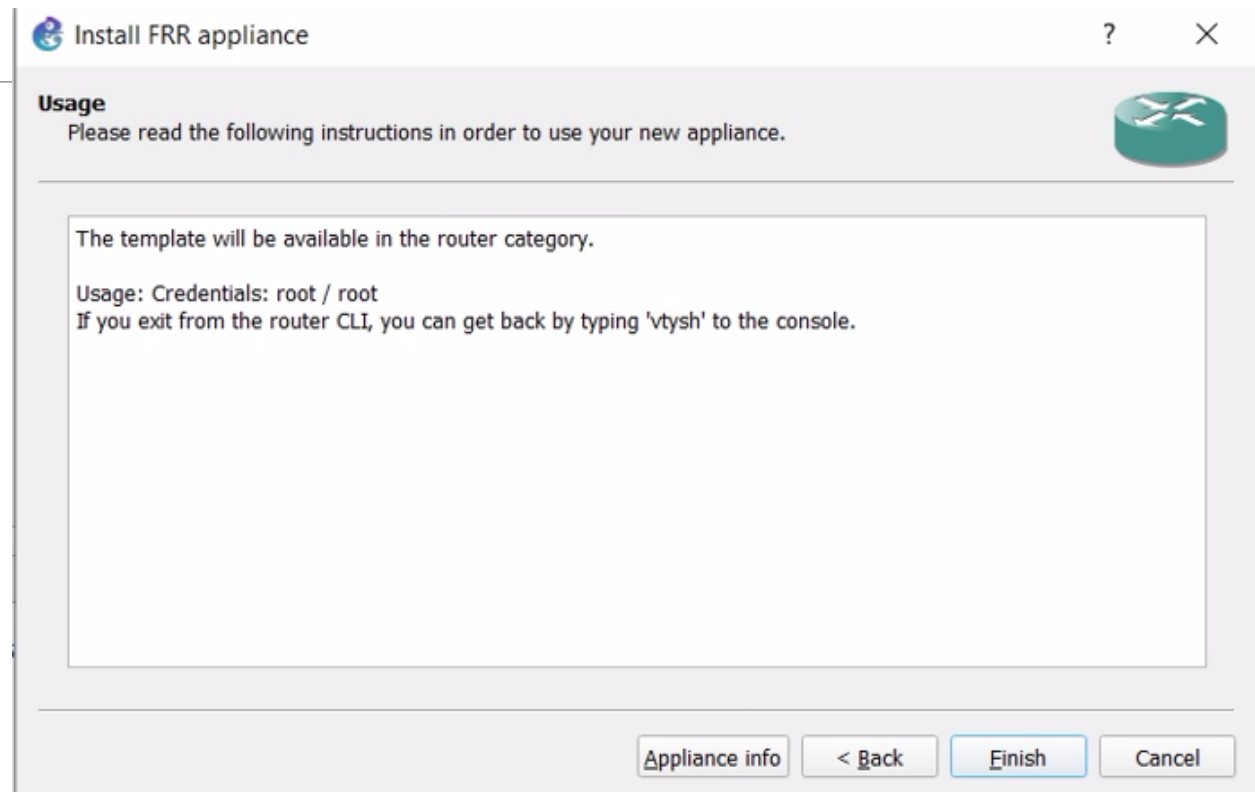 Install FRR appliance
?
Usage
Please read the following instructions in order to use your new appliance.
The template will be available in the router category.
Usage: Credentials: root / root
If you exit from the router CLI, you can get back by typing 'vtysh' to the console.
Appliance info
< Back
Finish
Cancel